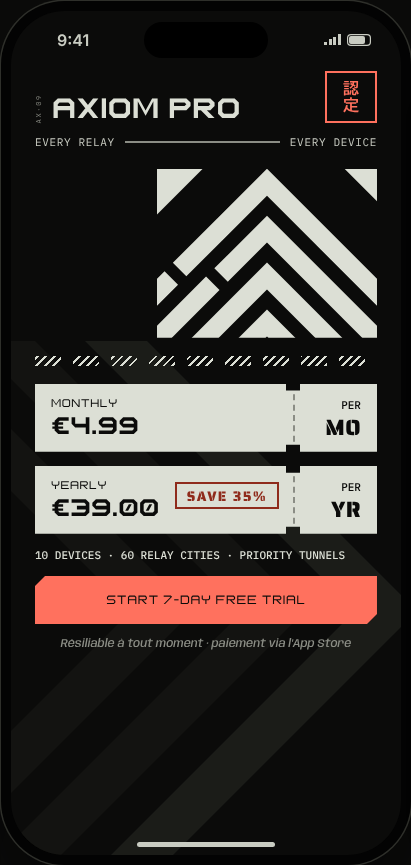 9:41
認
定
AX-09
AXIOM PRO
EVERY RELAY
EVERY DEVICE
MONTHLY
€4.99
PER
MO
YEARLY
€39.00
SAVE 35%
PER
YR
10 DEVICES · 60 RELAY CITIES · PRIORITY TUNNELS
START 7-DAY FREE TRIAL
Résiliable à tout moment · paiement via l'App Store